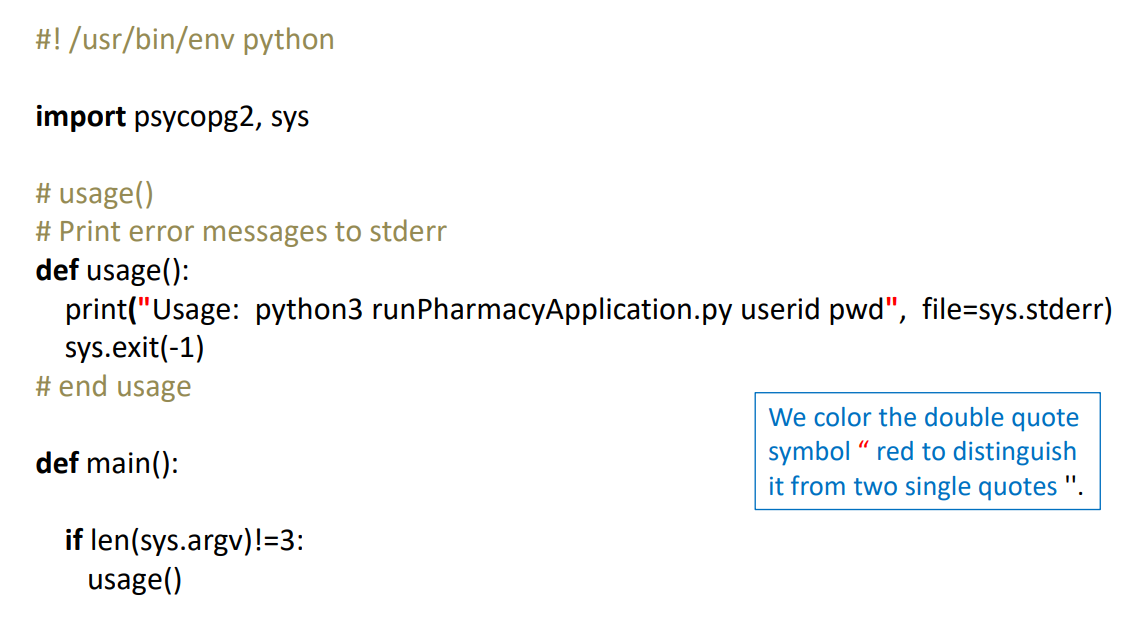 #! /usr/bin/env python
import psycopg2, sys
# usage()
# Print error messages to stderr
def usage():
print("Usage:  python3 runPharmacyApplication.py userid pwd",  file=sys.stderr)
sys.exit(-1)
# end usage
def main():
if len(sys.argv)!=3:
usage()
We color the double quote
symbol “ red to distinguish
it from two single quotes ''.